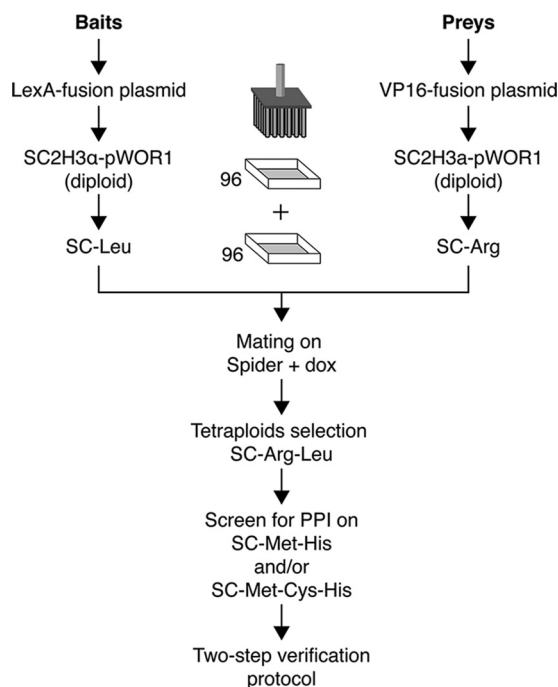 Baits
LexA-fusion plasmid
SC2H3α-pWOR1
(diploid)
SC-Leu
96
+
96
Preys
VP16-fusion plasmid
SC2H3a-pWOR1
(diploid)
SC-Arg
Mating on
Spider + dox
Tetraploids selection
SC-Arg-Leu
Screen for PPI on
SC-Met-His
and/or
SC-Met-Cys-His
Two-step verification
protocol